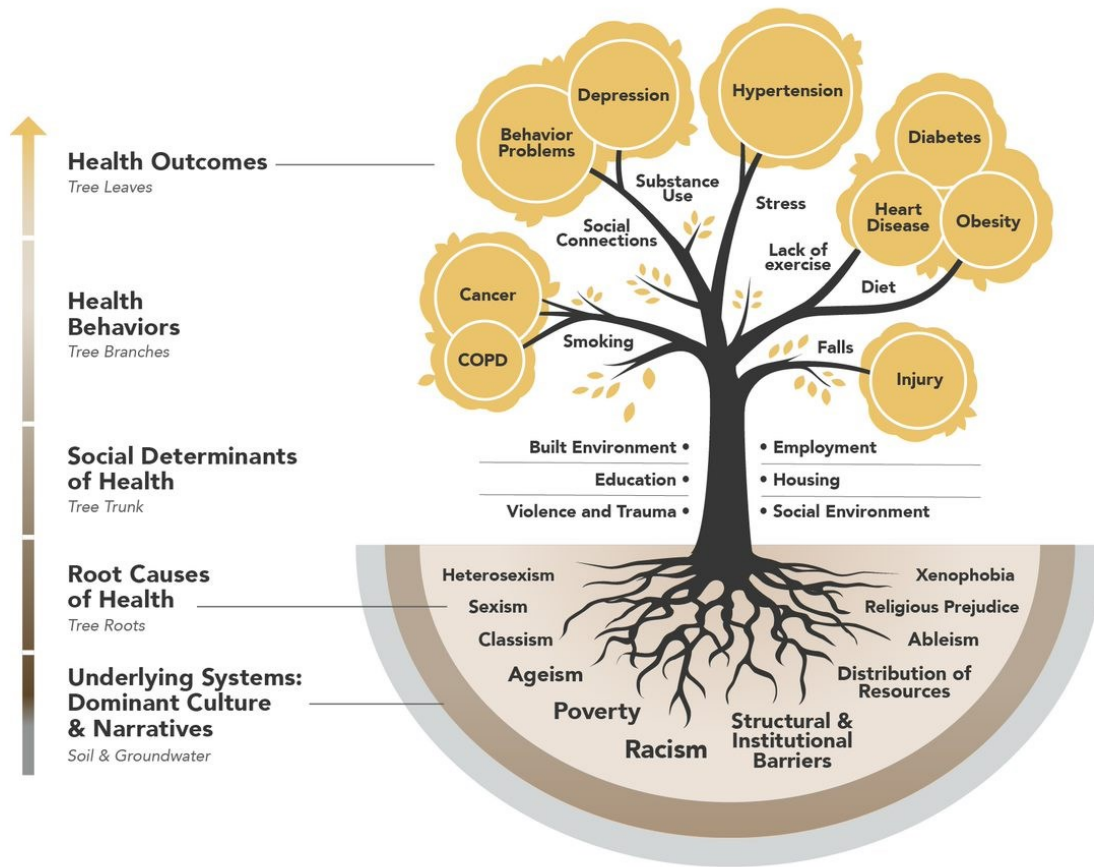 Health Outcomes
Tree Leaves
Health
Behaviors
Tree Branches
Social Determinants
of Health
Tree Trunk
Root Causes
of Health
Tree Roots
Underlying Systems:
Dominant Culture
& Narratives
Soil & Groundwater
Depression
Behavior
Problems
Hypertension
Diabetes
Heart
Disease
Obesity
Substance
Use
Stress
Social
Connections
Lack of
exercise
Diet
Cancer
COPD
Smoking
Falls
Injury
Built Environment •
• Employment
Education •
• Housing
Violence and Trauma •
• Social Environment
Heterosexism
Sexism
Classism
Ageism
Poverty
Racism
Structural &
Institutional
Barriers
Distribution of
Resources
Ableism
Religious Prejudice
Xenophobia